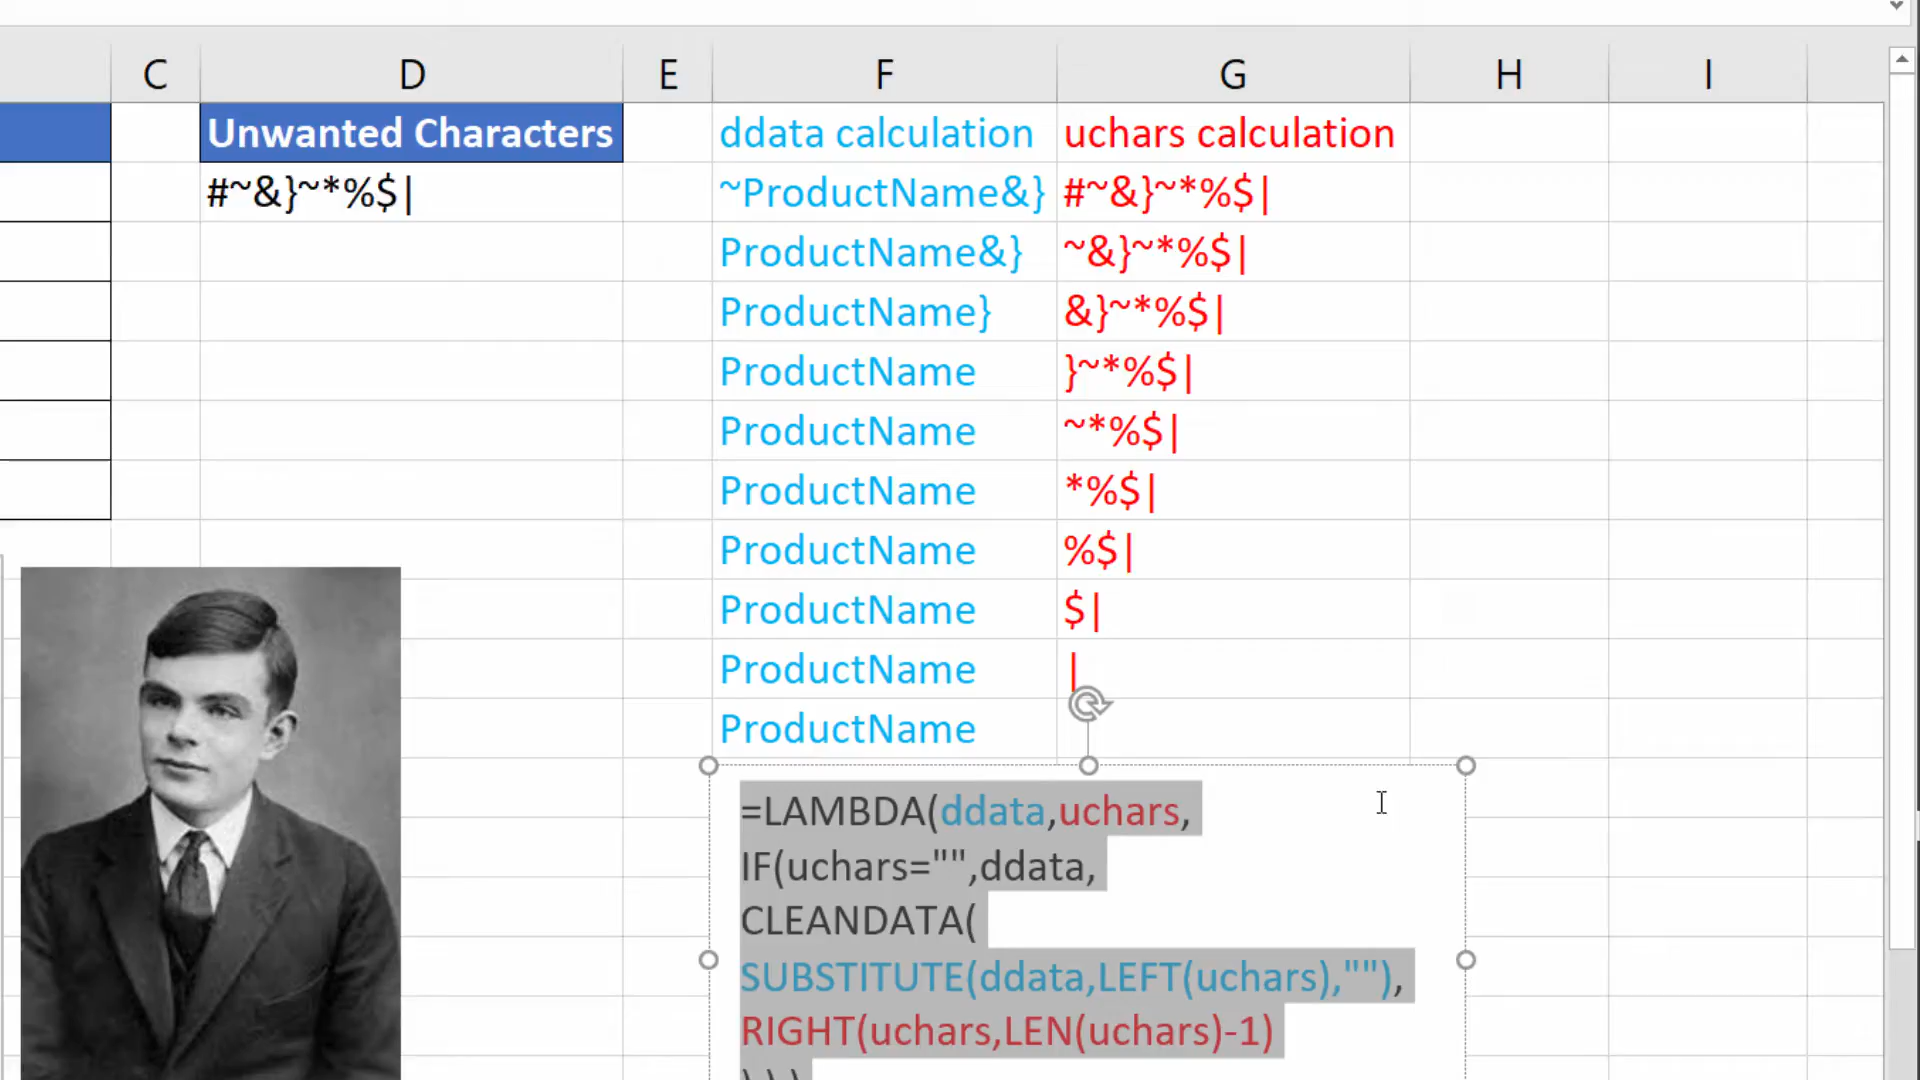 C D E F G H I
Unwanted Characters ddata calculation uchars calculation
#~&}~*%$| ~ProductName&} #~&}~*%$|
ProductName&} ~&}~*%$|
ProductName} &}~*%$|
ProductName }~*%$|
ProductName ~*%$|
ProductName *%$|
ProductName %$|
ProductName $|
ProductName |
ProductName
=LAMBDA(ddata,uchars,
IF(uchars="",ddata,
CLEANDATA(
SUBSTITUTE(ddata,LEFT(uchars),""),
RIGHT(uchars,LEN(uchars)-1)
)))